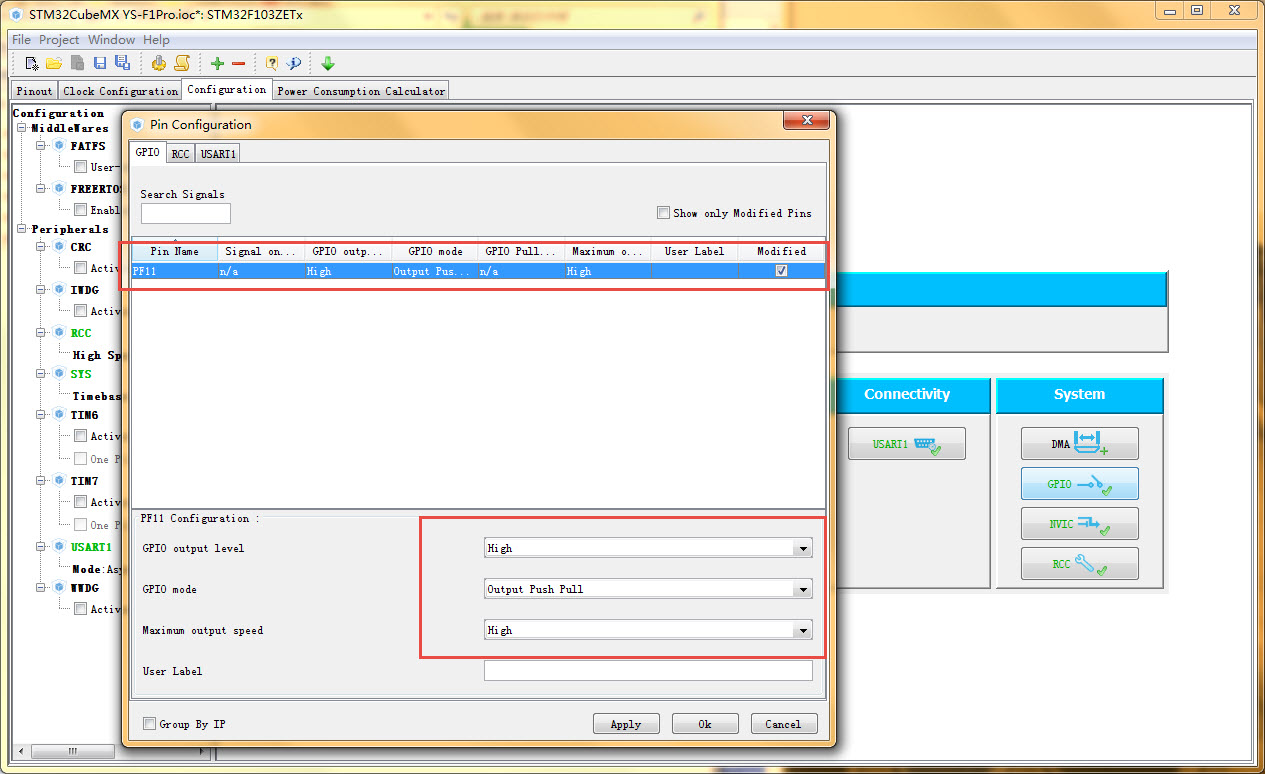 STM32CubeMX YS-F1Pro.ioc*: STM32F103ZETx
File Project Window Help
Pinout Clock Configuration Configuration Power Consumption Calculator
Configuration
MiddleWares
FATFS
User-
FREERTOS
Enabl
Peripherals
CRC
Activ
IWDG
Activ
RCC
High Sp
SYS
Timebas
TIM6
Activ
One P
TIM7
Activ
One P
USART1
Mode:Asy
WWDG
Activ
Pin Configuration
GPIO RCC USART1
Search Signals
Show only Modified Pins
Pin Name Signal on... GPIO outp... GPIO mode GPIO Pull... Maximum o... User Label Modified
PF11 n/a High Output Pus... n/a High
PF11 Configuration :
GPIO output level High
GPIO mode Output Push Pull
Maximum output speed High
User Label
Group By IP Apply Ok Cancel
Connectivity
USART1
System
DMA
GPIO
NVIC
RCC